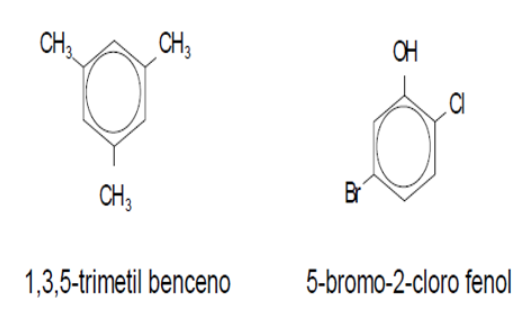 CH3 CH3
OH
Cl
Br
CH3
1,3,5-trimetil benceno
5-bromo-2-cloro fenol